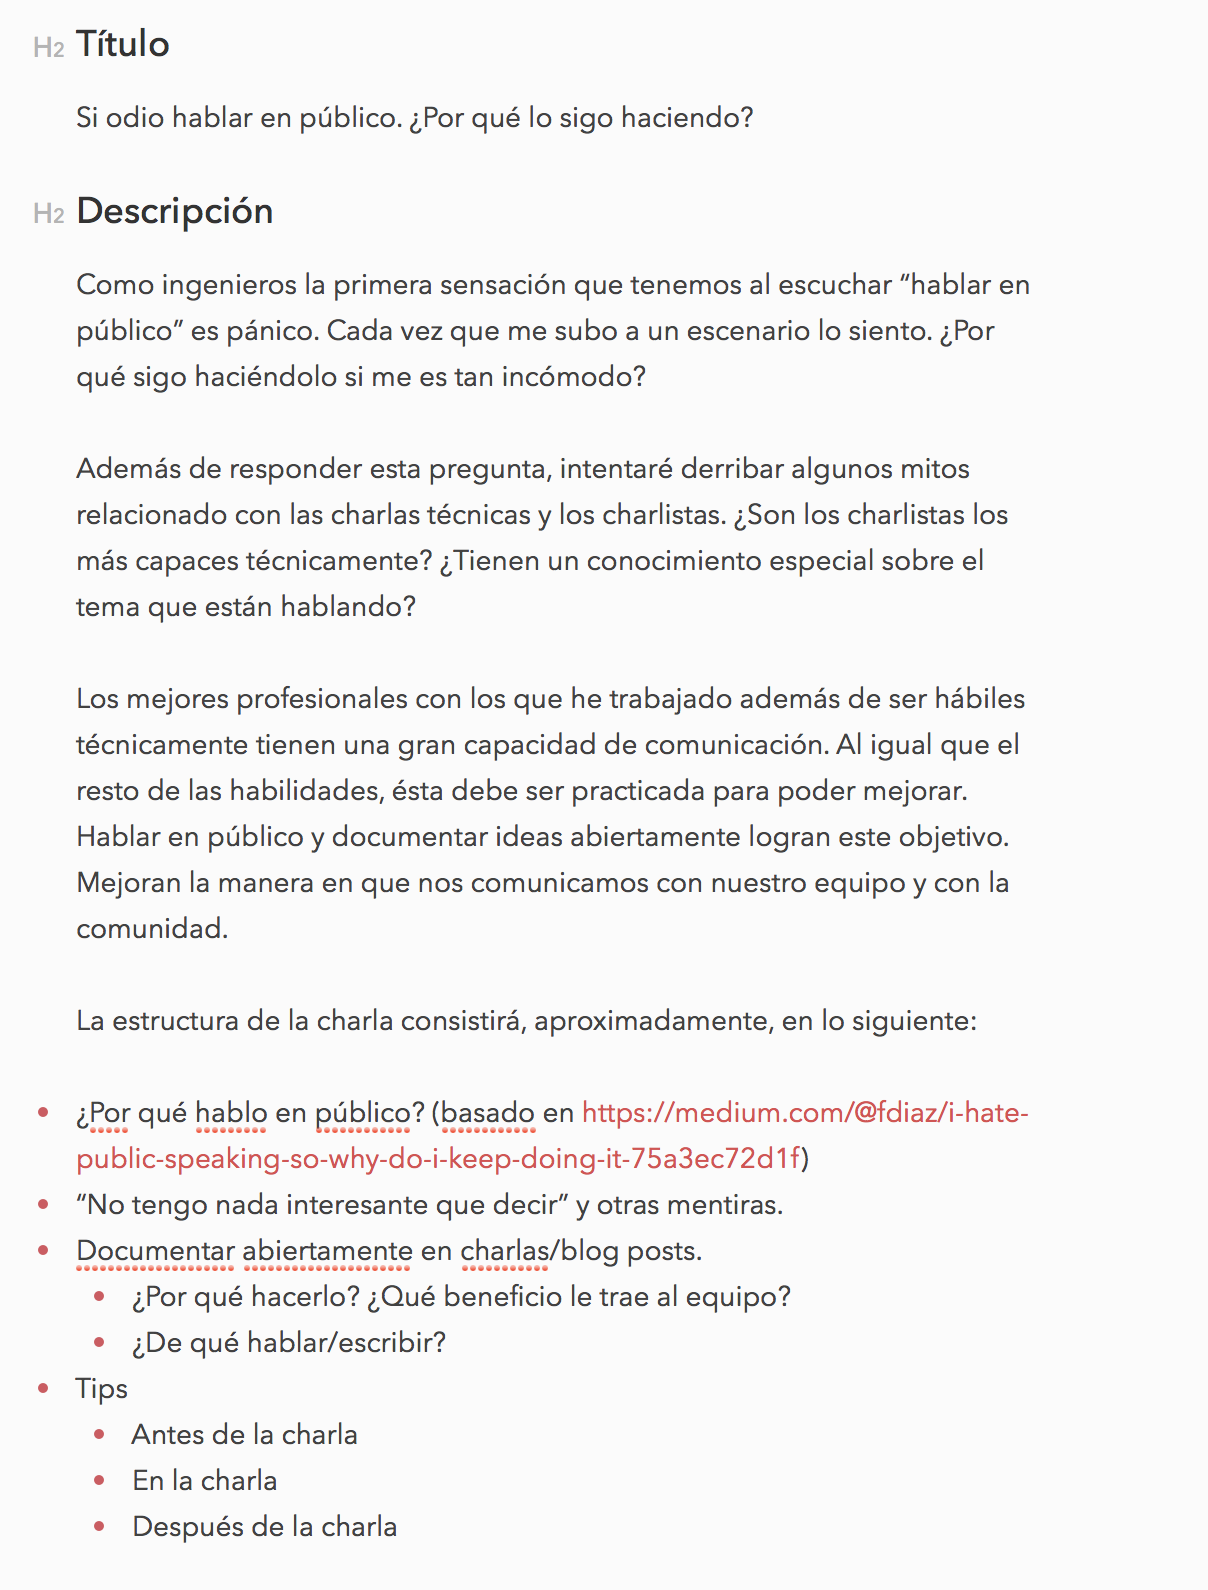 H2 Título
Si odio hablar en público. ¿Por qué lo sigo haciendo?
H2 Descripción
Como ingenieros la primera sensación que tenemos al escuchar “hablar en
público” es pánico. Cada vez que me subo a un escenario lo siento. ¿Por
qué sigo haciéndolo si me es tan incómodo?
Además de responder esta pregunta, intentaré derribar algunos mitos
relacionado con las charlas técnicas y los charlistas. ¿Son los charlistas los
más capaces técnicamente? ¿Tienen un conocimiento especial sobre el
tema que están hablando?
Los mejores profesionales con los que he trabajado además de ser hábiles
técnicamente tienen una gran capacidad de comunicación. Al igual que el
resto de las habilidades, ésta debe ser practicada para poder mejorar.
Hablar en público y documentar ideas abiertamente logran este objetivo.
Mejoran la manera en que nos comunicamos con nuestro equipo y con la
comunidad.
La estructura de la charla consistirá, aproximadamente, en lo siguiente:
• ¿Por qué hablo en público? (basado en https://medium.com/@fdiaz/i-hate-
public-speaking-so-why-do-i-keep-doing-it-75a3ec72d1f)
• “No tengo nada interesante que decir” y otras mentiras.
• Documentar abiertamente en charlas/blog posts.
• ¿Por qué hacerlo? ¿Qué beneficio le trae al equipo?
• ¿De qué hablar/escribir?
• Tips
• Antes de la charla
• En la charla
• Después de la charla